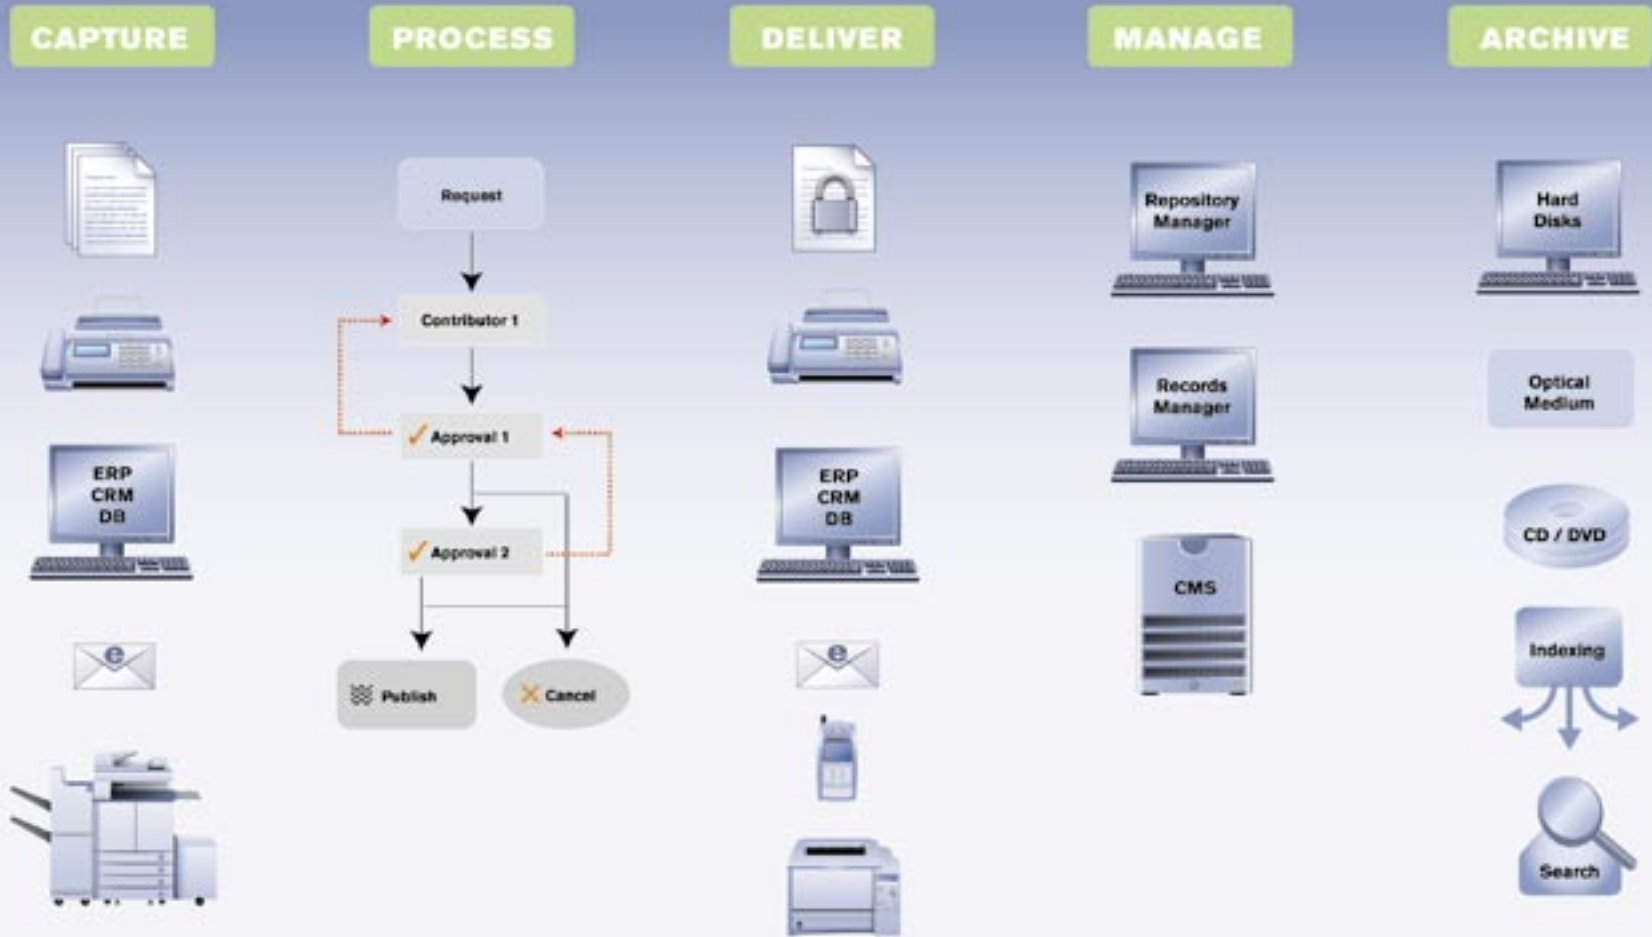 CAPTURE
PROCESS
DELIVER
MANAGE
ARCHIVE
ERP
CRM
DB
e
Request
Contributor 1
Approval 1
Approval 2
Publish
Cancel
ERP
CRM
DB
e
Repository
Manager
Records
Manager
CMS
Hard
Disks
Optical
Medium
CD / DVD
Indexing
Search